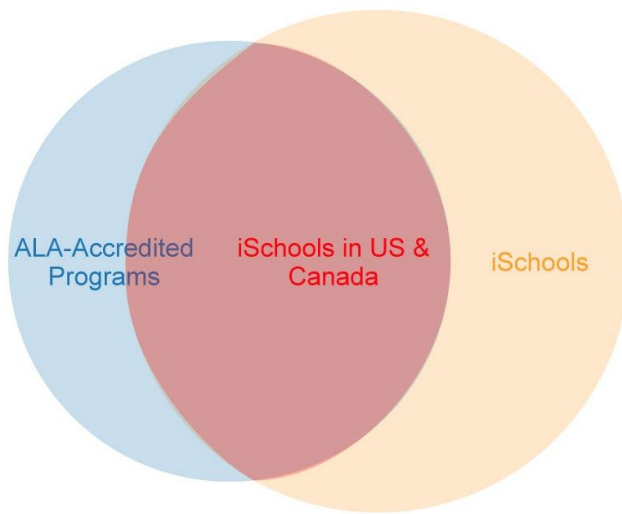 ALA-Accredited
Programs
iSchools in US &
Canada
iSchools